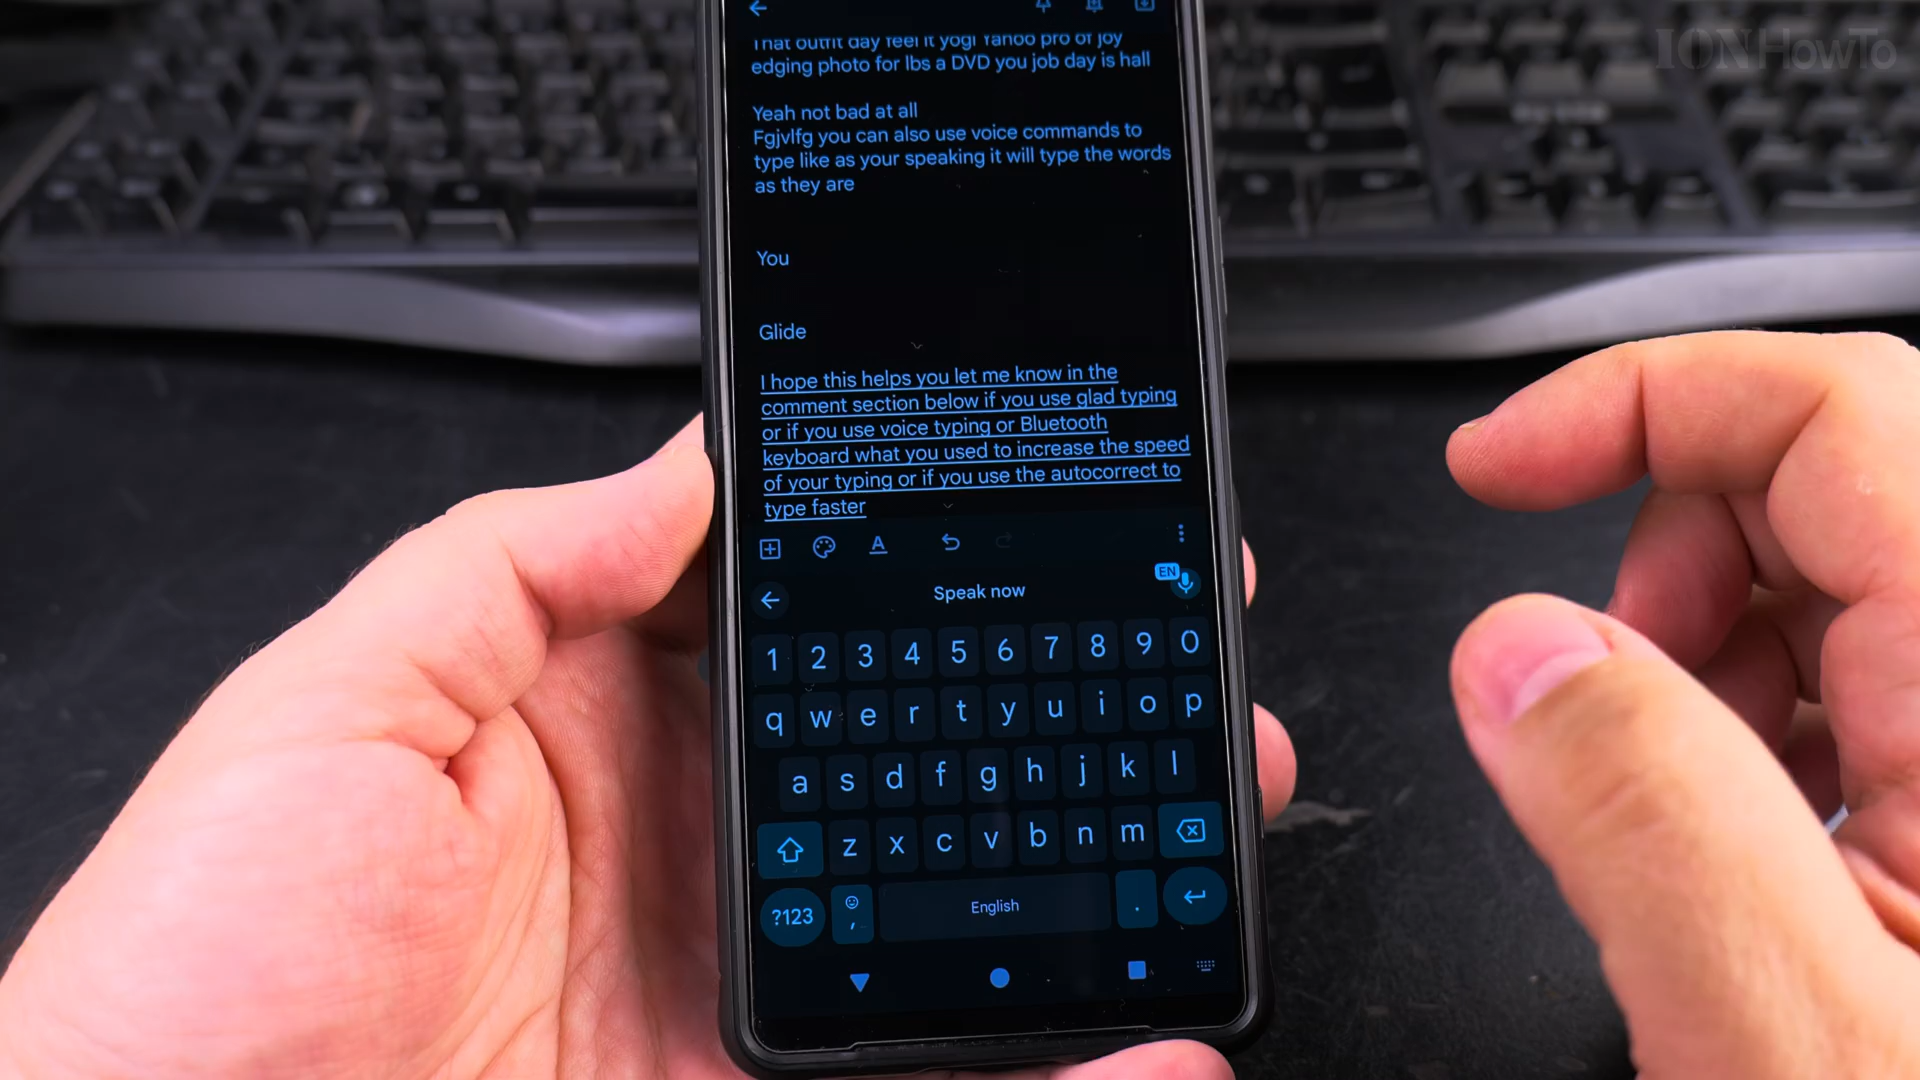 IONHowTo
That outfit day feel it yogi Yahoo pro of joy
edging photo for lbs a DVD you job day is hall
Yeah not bad at all
Fgjvlfg you can also use voice commands to
type like as your speaking it will type the words
as they are
You
Glide
I hope this helps you let me know in the
comment section below if you use glad typing
or if you use voice typing or Bluetooth
keyboard what you used to increase the speed
of your typing or if you use the autocorrect to
type faster
A
EN
Speak now
1 2 3 4 5 6 7 8 9 0
q w e r t y u i o p
a s d f g h j k l
z x c v b n m
?123 , English .